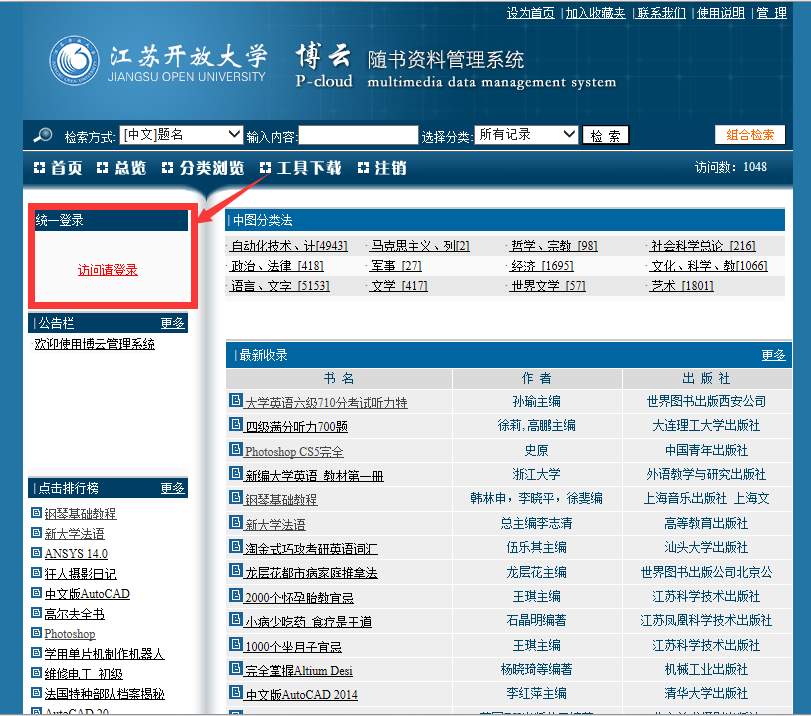 设为首页 | 加入收藏夹 | 联系我们 | 使用说明 | 管 理
江苏开放大学
JIANGSU OPEN UNIVERSITY
博云
P-cloud
随书资料管理系统
multimedia data management system
检索方式: [中文]题名 输入内容: 选择分类: 所有记录 检 索 组合检索
首页 总览 分类浏览 工具下载 注销 访问数：1048
统一登录
访问请登录
|公告栏 更多
欢迎使用博云管理系统
|点击排行榜 更多
钢琴基础教程
新大学法语
ANSYS 14.0
狂人摄影日记
中文版AutoCAD
高尔夫全书
Photoshop
学用单片机制作机器人
维修电工 初级
法国特种部队档案揭秘
AutoCAD 20
|中图分类法
自动化技术、计[4943] 马克思主义、列[2] 哲学、宗教 [98] 社会科学总论 [216]
政治、法律 [418] 军事 [27] 经济 [1695] 文化、科学、教[1066]
语言、文字 [5153] 文学 [417] 世界文学 [57] 艺术 [1801]
|最新收录 更多
书 名 作 者 出 版 社
大学英语六级710分考试听力特 孙瑜主编 世界图书出版西安公司
四级满分听力700题 徐莉,高鹏主编 大连理工大学出版社
Photoshop CS5完全 史原 中国青年出版社
新编大学英语 教材第一册 浙江大学 外语教学与研究出版社
钢琴基础教程 韩林申，李晓平，徐斐编 上海音乐出版社 上海文
新大学法语 总主编李志清 高等教育出版社
淘金式巧攻考研英语词汇 伍乐其主编 汕头大学出版社
龙层花都市病家庭推拿法 龙层花主编 世界图书出版公司北京公
2000个怀孕胎教宜忌 王琪主编 江苏科学技术出版社
小病少吃药 食疗是王道 石晶明编著 江苏凤凰科学技术出版社
1000个坐月子宜忌 王琪主编 江苏科学技术出版社
完全掌握Altium Desi 杨晓琦等编著 机械工业出版社
中文版AutoCAD 2014 李红萍主编 清华大学出版社